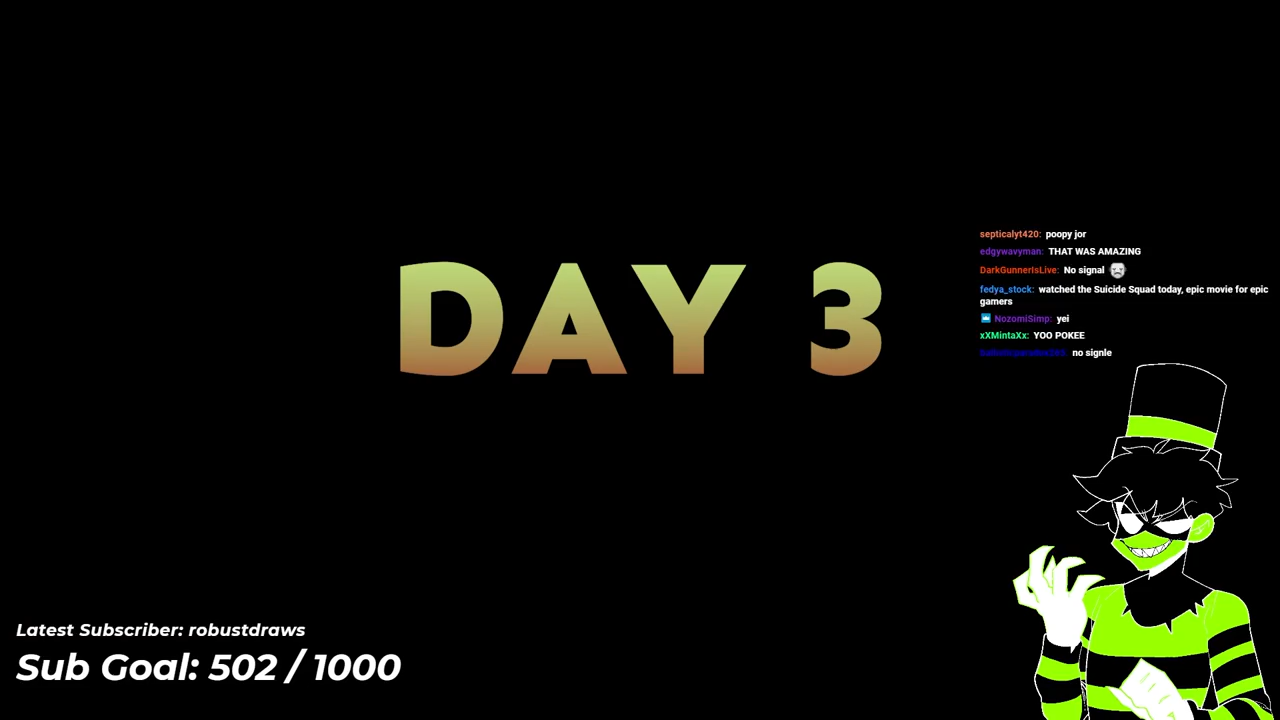 DAY 3
septicalyt420: poopy jor
edgywavyman: THAT WAS AMAZING
DarkGunnerIsLive: No signal
fedya_stock: watched the Suicide Squad today, epic movie for epic
gamers
NozomiSimp: yei
xXMintaXx: YOO POKEE
no signle
Latest Subscriber: robustdraws
Sub Goal: 502 / 1000